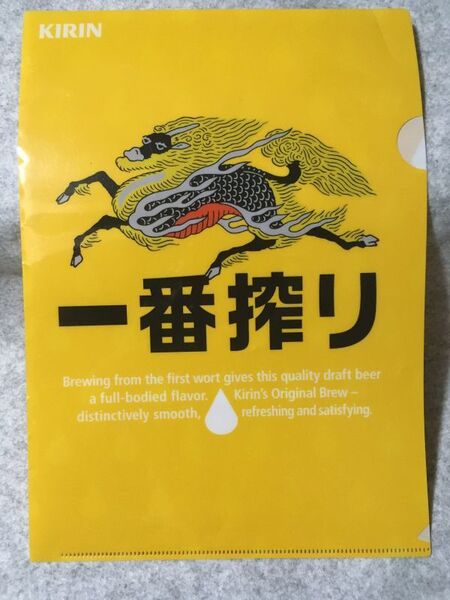 KIRIN
一番搾り
Brewing from the first wort gives this quality draft beer
a full-bodied flavor. Kirin's Original Brew –
distinctively smooth, refreshing and satisfying.